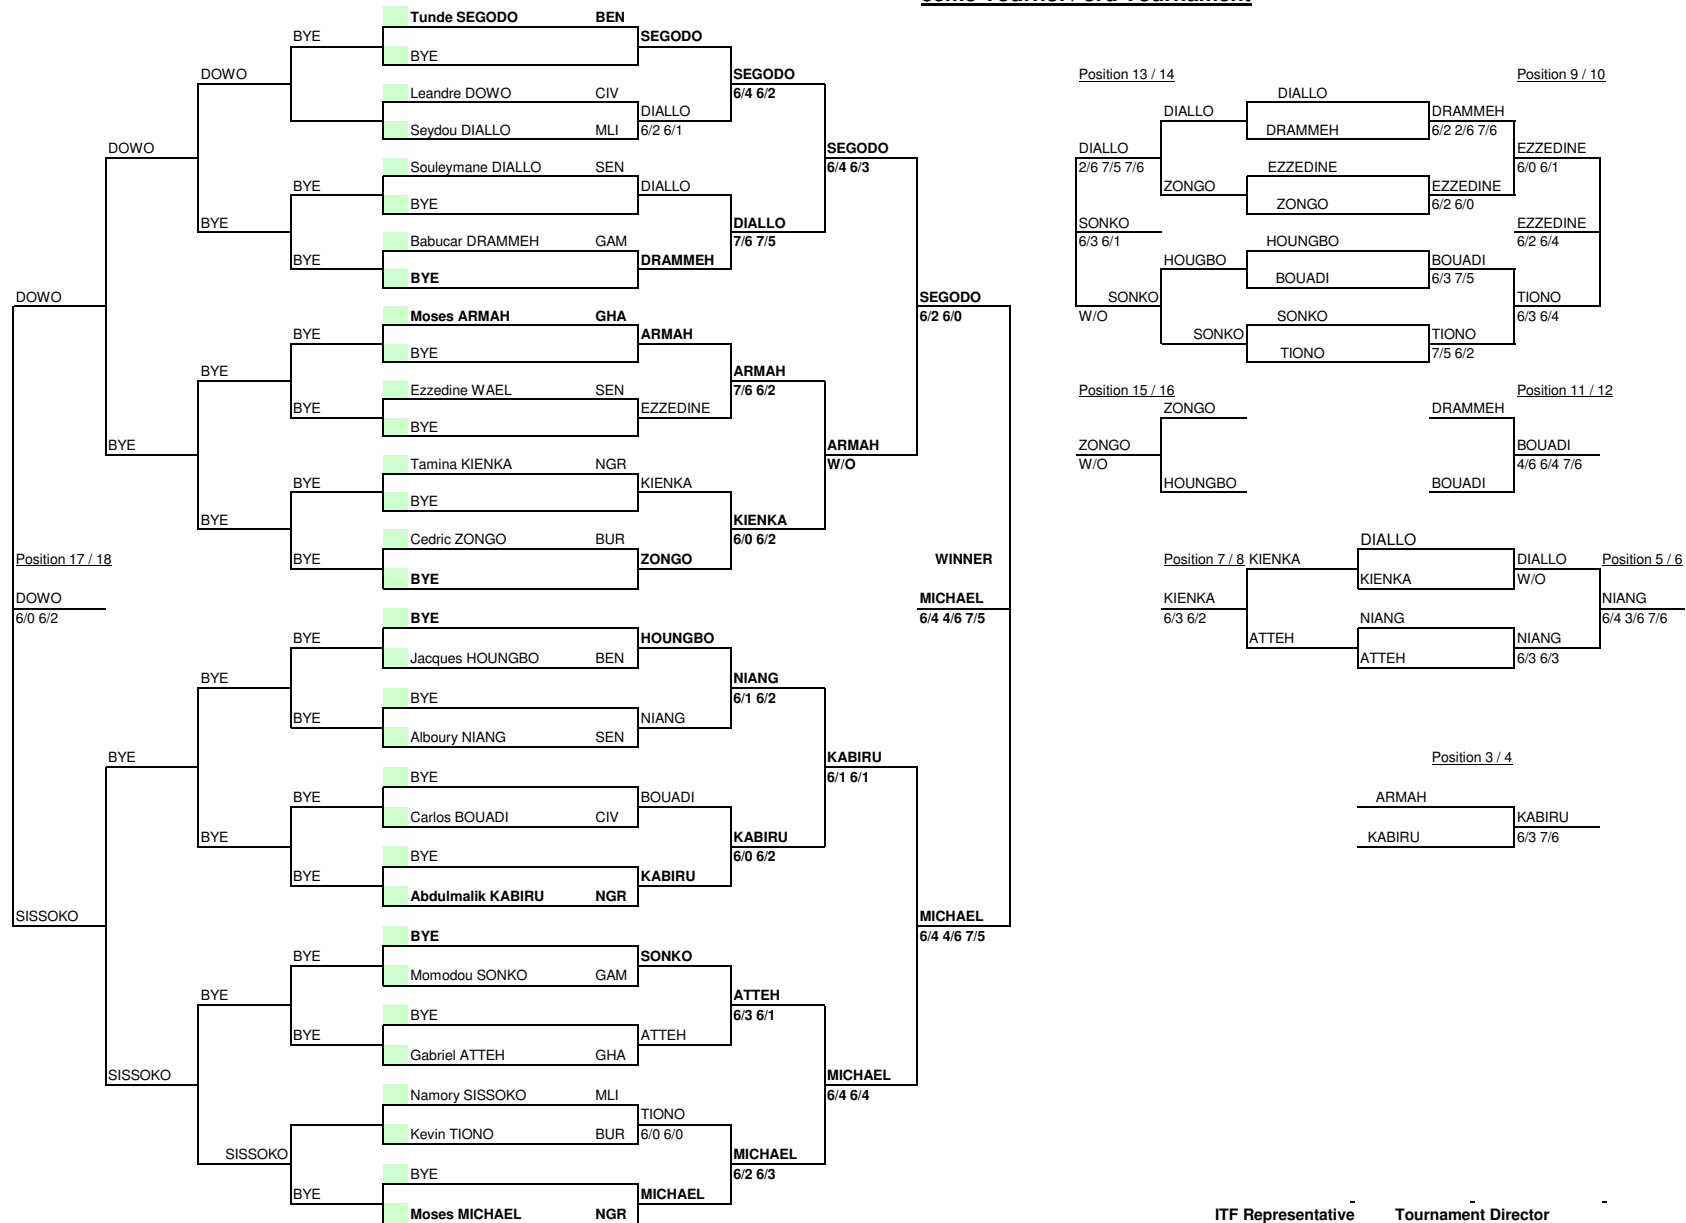 3ème Tournoi / 3rd Tournament
Tunde SEGODO BEN
BYE SEGODO
BYE
DOWO SEGODO
Position 13 / 14 Position 9 / 10
Leandre DOWO CIV 6/4 6/2 DIALLO
DIALLO DIALLO DRAMMEH
Seydou DIALLO MLI 6/2 6/1 DRAMMEH 6/2 2/6 7/6
DOWO SEGODO DIALLO EZZEDINE
Souleymane DIALLO SEN 6/4 6/3 2/6 7/5 7/6 EZZEDINE 6/0 6/1
BYE DIALLO ZONGO EZZEDINE
BYE ZONGO 6/2 6/0
BYE DIALLO SONKO EZZEDINE
Babucar DRAMMEH GAM 7/6 7/5 6/3 6/1 HOUNGBO 6/2 6/4
BYE DRAMMEH HOUGBO BOUADI
BYE BOUADI 6/3 7/5
DOWO SEGODO SONKO TIONO
Moses ARMAH GHA 6/2 6/0 W/O SONKO 6/3 6/4
BYE ARMAH SONKO TIONO
BYE TIONO 7/5 6/2
BYE ARMAH
Ezzedine WAEL SEN 7/6 6/2 Position 15 / 16 Position 11 / 12
BYE EZZEDINE ZONGO DRAMMEH
BYE
BYE ARMAH ZONGO BOUADI
Tamina KIENKA NGR W/O W/O 4/6 6/4 7/6
BYE KIENKA HOUNGBO BOUADI
BYE
BYE KIENKA
Cedric ZONGO BUR 6/0 6/2 DIALLO
Position 17 / 18 BYE ZONGO WINNER Position 7 / 8 KIENKA DIALLO Position 5 / 6
BYE KIENKA W/O
DOWO MICHAEL KIENKA NIANG
6/0 6/2 BYE 6/4 4/6 7/5 6/3 6/2 NIANG 6/4 3/6 7/6
BYE HOUNGBO ATTEH NIANG
Jacques HOUNGBO BEN ATTEH 6/3 6/3
BYE NIANG
BYE 6/1 6/2
BYE NIANG
Alboury NIANG SEN
BYE KABIRU Position 3 / 4
BYE 6/1 6/1
BYE BOUADI ARMAH
Carlos BOUADI CIV KABIRU
BYE KABIRU KABIRU 6/3 7/6
BYE 6/0 6/2
BYE KABIRU
Abdulmalik KABIRU NGR
SISSOKO MICHAEL
BYE 6/4 4/6 7/5
BYE SONKO
Momodou SONKO GAM
BYE ATTEH
BYE 6/3 6/1
BYE ATTEH
Gabriel ATTEH GHA
SISSOKO MICHAEL
Namory SISSOKO MLI 6/4 6/4
TIONO
Kevin TIONO BUR 6/0 6/0
SISSOKO MICHAEL
BYE 6/2 6/3
BYE MICHAEL
Moses MICHAEL NGR
ITF Representative Tournament Director